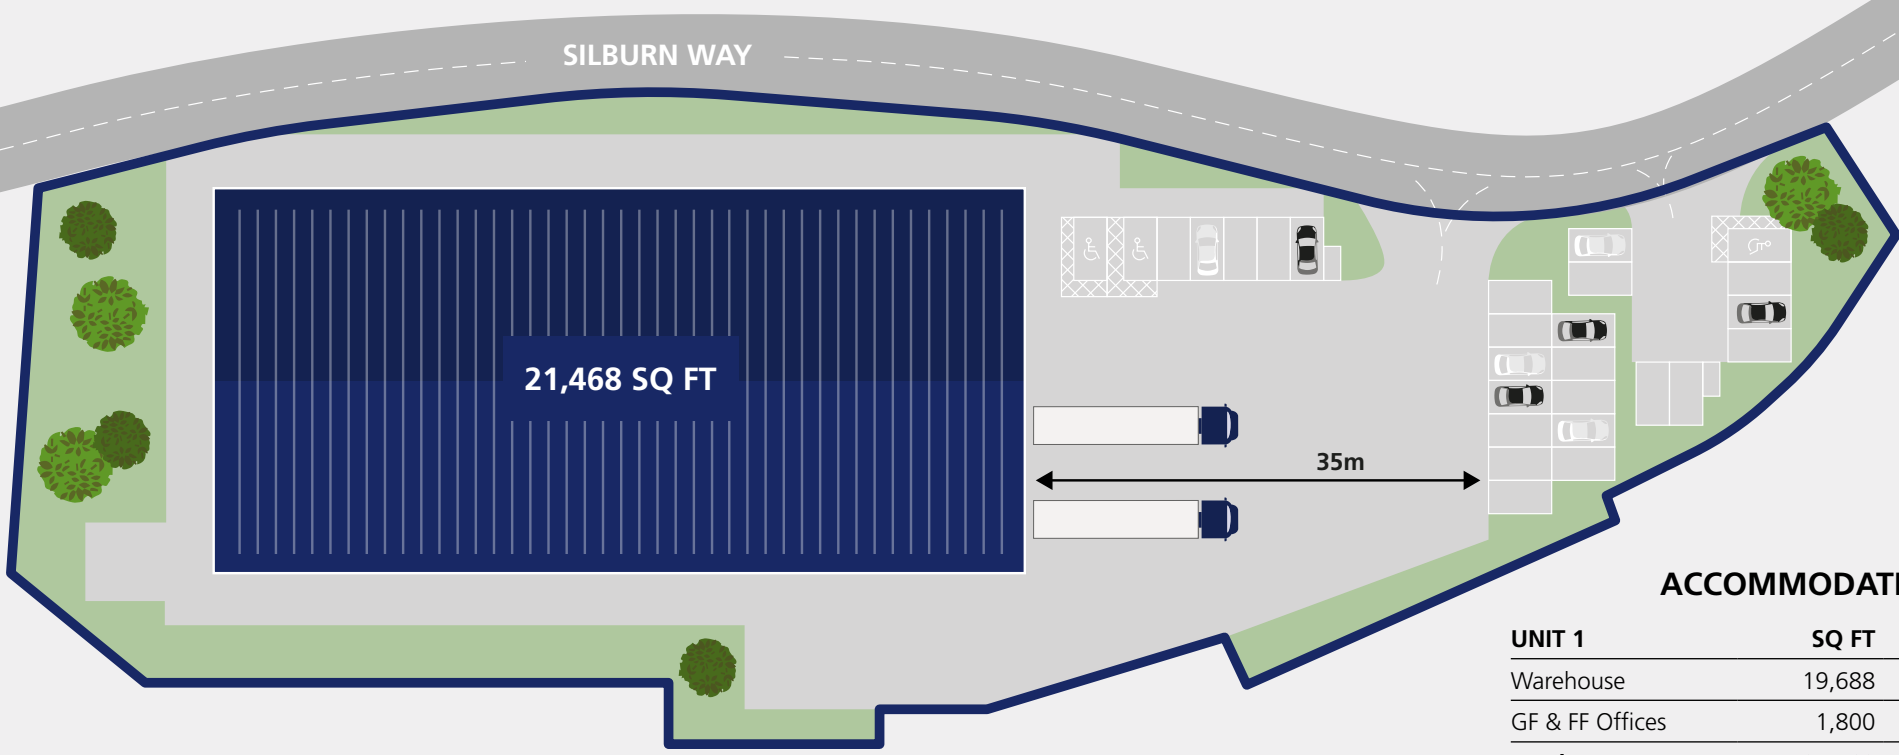 SILBURN WAY
21,468 SQ FT
35m
ACCOMMODATI
UNIT 1 SQ FT
Warehouse 19,688
GF & FF Offices 1,800